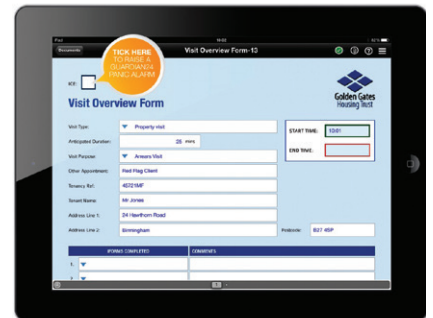 iPad
16:02
Documents
Visit Overview Form-13
TICK HERE
TO RAISE A
GUARDIAN24
PANIC ALARM
Visit Overview Form
Golden Gates
Housing Trust
Visit Type: Property visit
START TIME: 13:01
Anticipated Duration: 25 mins
END TIME:
Visit Purpose: Arrears Visit
Other Appointment: Red Flag Client
Tenancy Ref: 45721MF
Tenant Name: Mr Jones
Address Line 1: 24 Hawthorn Road
Address Line 2: Birmingham
Postcode: B27 4SP
FORMS COMPLETED COMMENTS
1.
2.